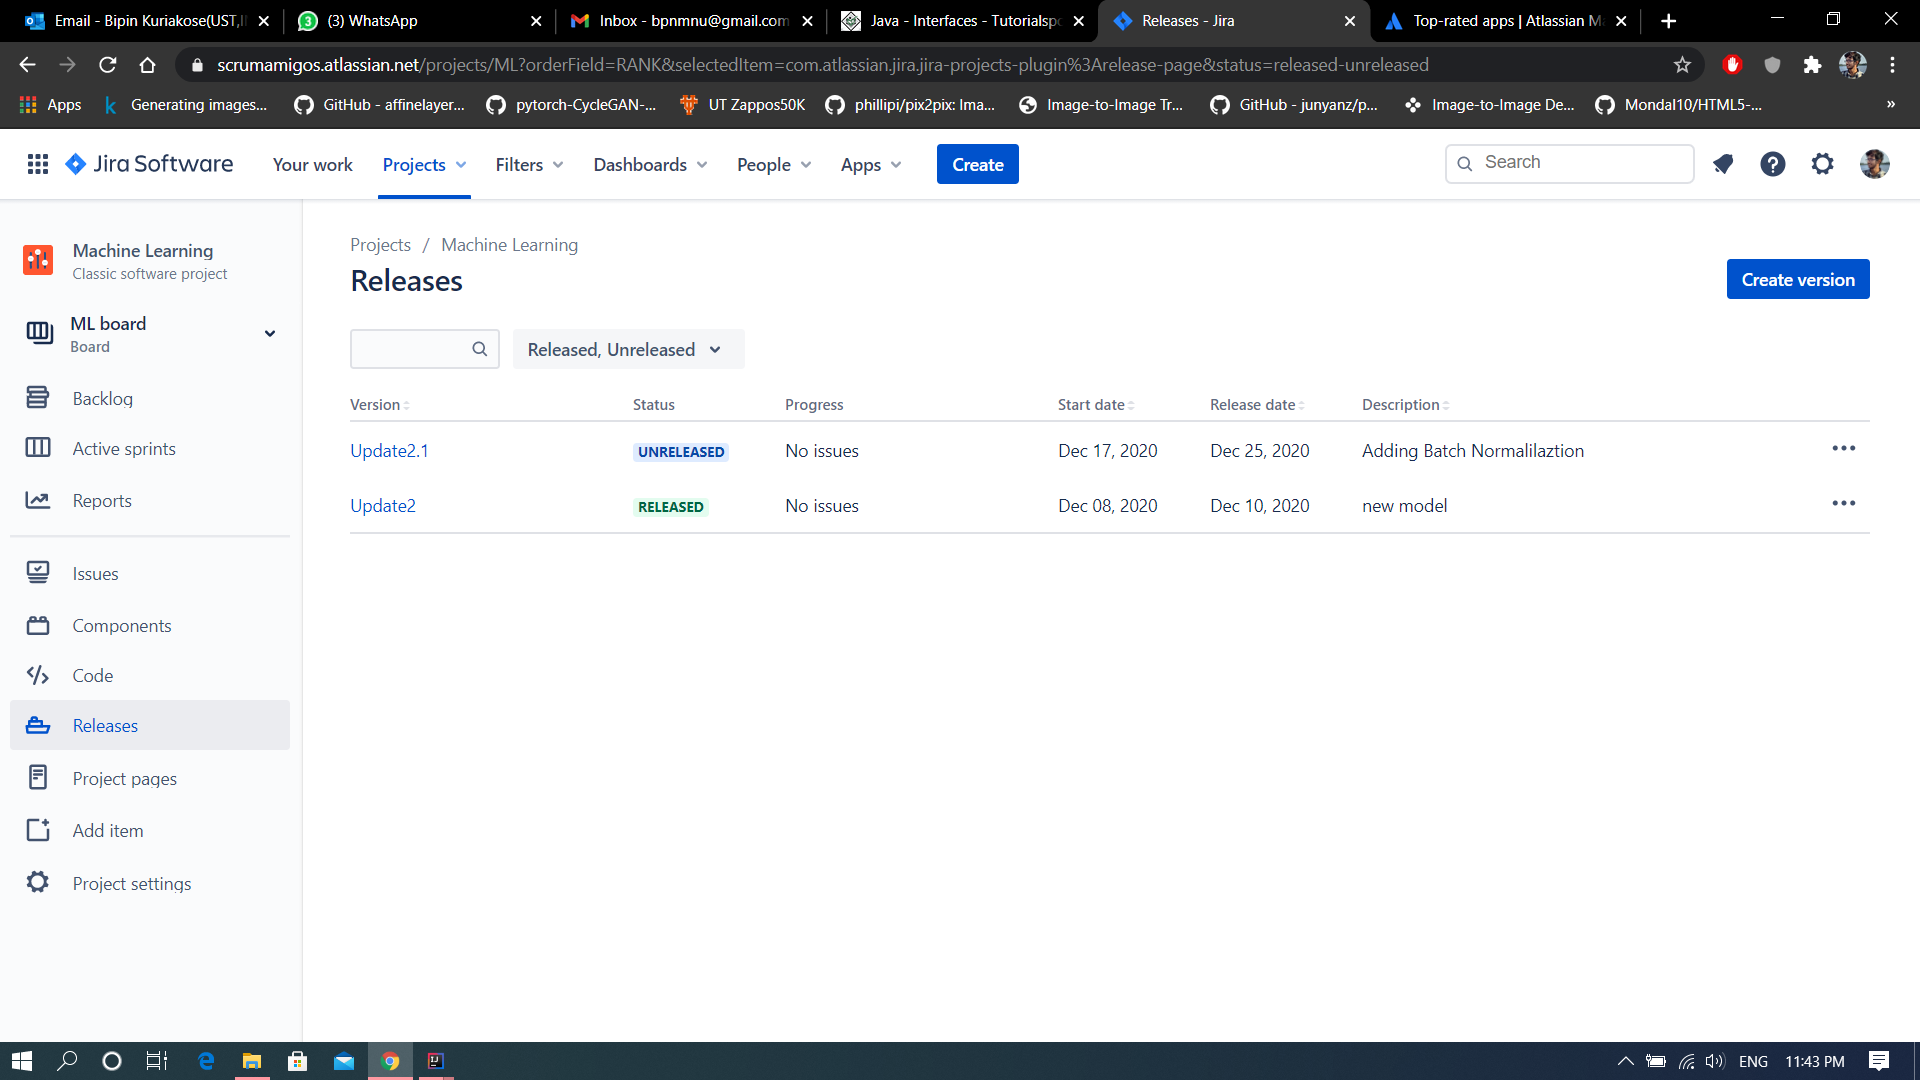 Email - Bipin Kuriakose(UST,I
(3) WhatsApp
Inbox - bpnmnu@gmail.com
Java - Interfaces - Tutorialspo
Releases - Jira
Top-rated apps | Atlassian Ma
scrumamigos.atlassian.net/projects/ML?orderField=RANK&selectedItem=com.atlassian.jira.jira-projects-plugin%3Arelease-page&status=released-unreleased
Apps
Generating images...
GitHub - affinelayer...
pytorch-CycleGAN-...
UT Zappos50K
phillipi/pix2pix: Ima...
Image-to-Image Tr...
GitHub - junyanz/p...
Image-to-Image De...
Mondal10/HTML5-...
»
Jira Software
Your work
Projects
Filters
Dashboards
People
Apps
Create
Search
Machine Learning
Classic software project
ML board
Board
Backlog
Active sprints
Reports
Issues
Components
Code
Releases
Project pages
Add item
Project settings
Projects / Machine Learning
Releases
Create version
Released, Unreleased
Version Status Progress Start date Release date Description
Update2.1 UNRELEASED No issues Dec 17, 2020 Dec 25, 2020 Adding Batch Normalilaztion
Update2 RELEASED No issues Dec 08, 2020 Dec 10, 2020 new model
ENG 11:43 PM